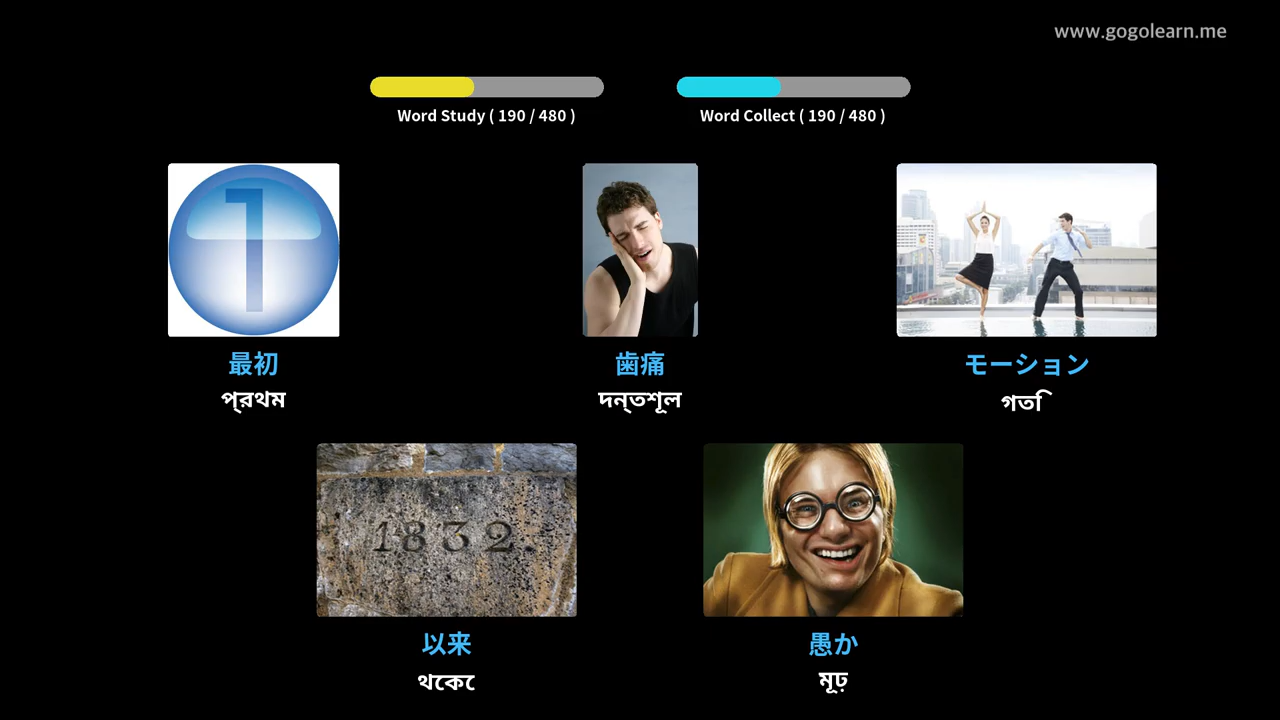 www.gogolearn.me
Word Study ( 190 / 480 )
Word Collect ( 190 / 480 )
1
最初
প্রথম
歯痛
দন্তশূল
モーション
গতি
1832.
以来
থেকে
愚か
মূঢ়